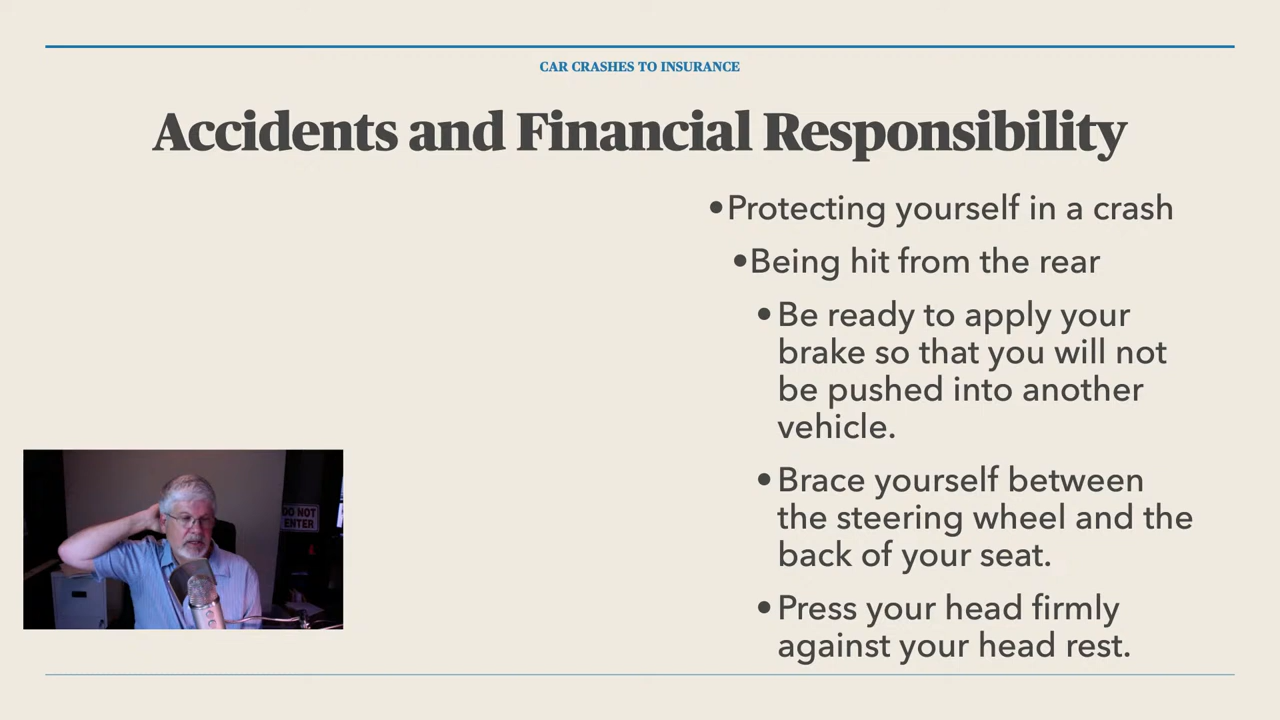 CAR CRASHES TO INSURANCE
Accidents and Financial Responsibility
•Protecting yourself in a crash
•Being hit from the rear
•Be ready to apply your
brake so that you will not
be pushed into another
vehicle.
•Brace yourself between
the steering wheel and the
back of your seat.
•Press your head firmly
against your head rest.
DO NOT
ENTER